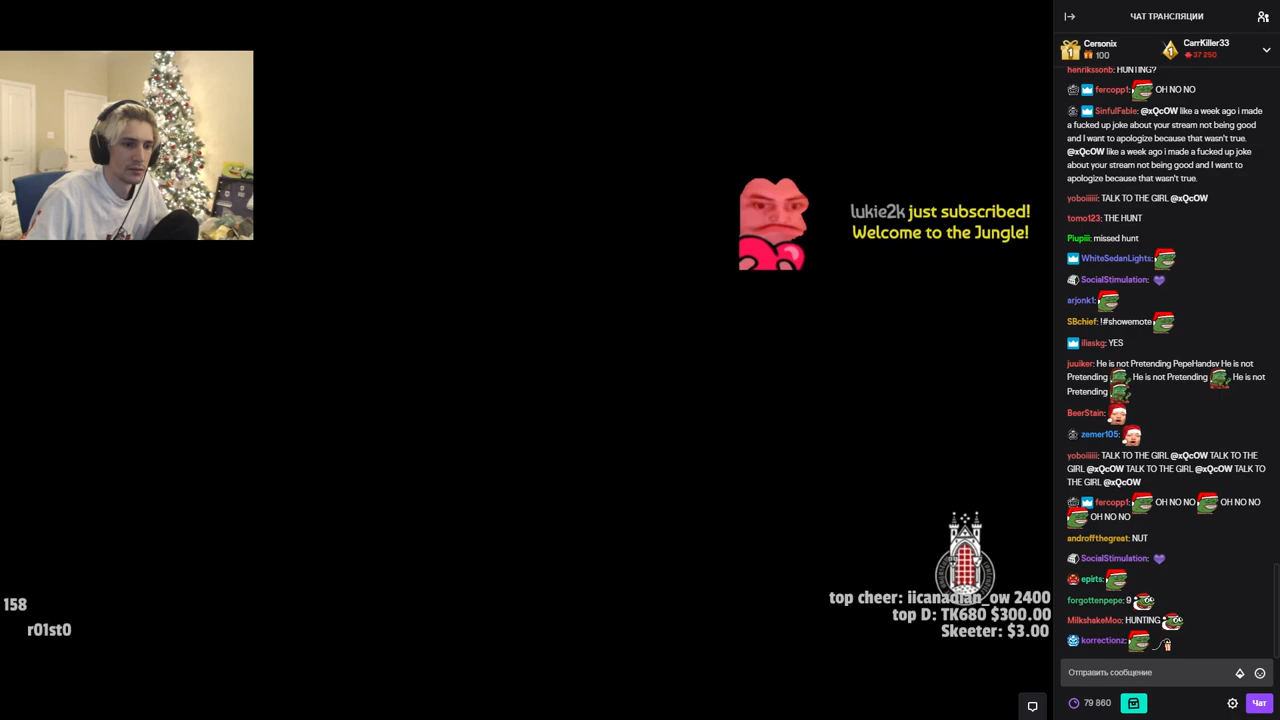 lukie2k just subscribed!
Welcome to the Jungle!
158
r01st0
top cheer: iicanadian_ow 2400
top D: TK680 $300.00
Skeeter: $3.00
ЧАТ ТРАНСЛЯЦИИ
1 Cersonix
100
1 CarrKiller33
37 250
henrikssonb: HUNTING?
fercopp1: OH NO NO
SinfulFable: @xQcOW like a week ago i made
a fucked up joke about your stream not being good
and I want to apologize because that wasn't true.
@xQcOW like a week ago i made a fucked up joke
about your stream not being good and I want to
apologize because that wasn't true.
yoboiiiiii: TALK TO THE GIRL @xQcOW
tomo123: THE HUNT
Piupiii: missed hunt
WhiteSedanLights:
SocialStimulation:
arjonk1:
SBchief: !#showemote
iliaskg: YES
juuiker: He is not Pretending PepeHandsv He is not
Pretending He is not Pretending He is not
Pretending
BeerStain:
zemer105:
yoboiiiiii: TALK TO THE GIRL @xQcOW TALK TO THE
GIRL @xQcOW TALK TO THE GIRL @xQcOW TALK TO
THE GIRL @xQcOW
fercopp1: OH NO NO OH NO NO
OH NO NO
androffthegreat: NUT
SocialStimulation:
epirts:
forgottenpepe: 9
MilkshakeMoo: HUNTING
korrectionz:
Отправить сообщение
79 860
Чат